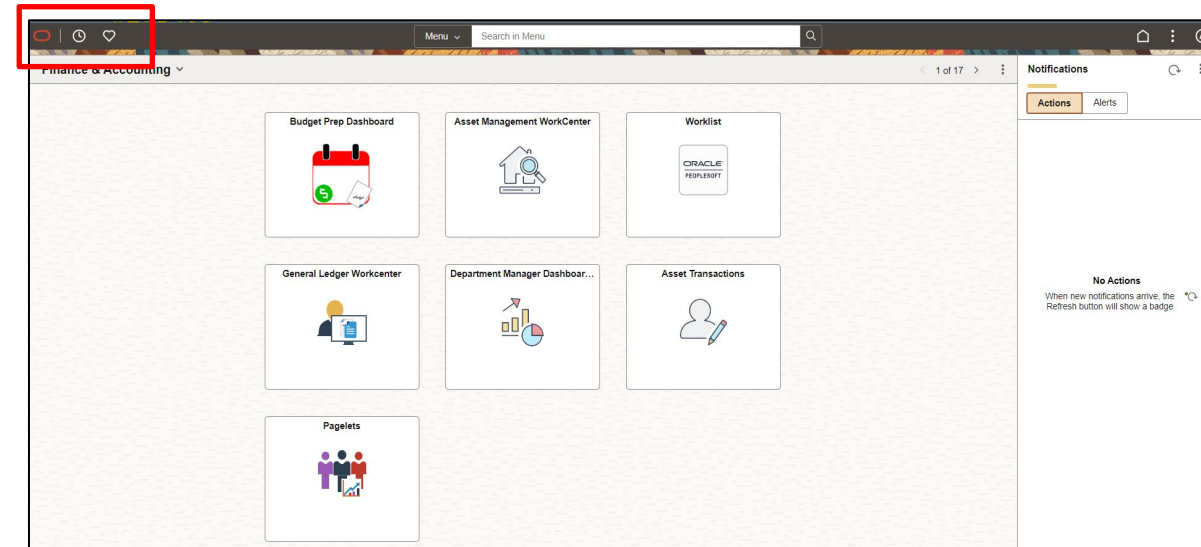 Menu
Search in Menu
Finance & Accounting
1 of 17
Notifications
Actions
Alerts
Budget Prep Dashboard
Asset Management WorkCenter
Worklist
ORACLE
PEOPLESOFT
General Ledger Workcenter
Department Manager Dashboar...
Asset Transactions
No Actions
When new notifications arrive, the
Refresh button will show a badge
Pagelets